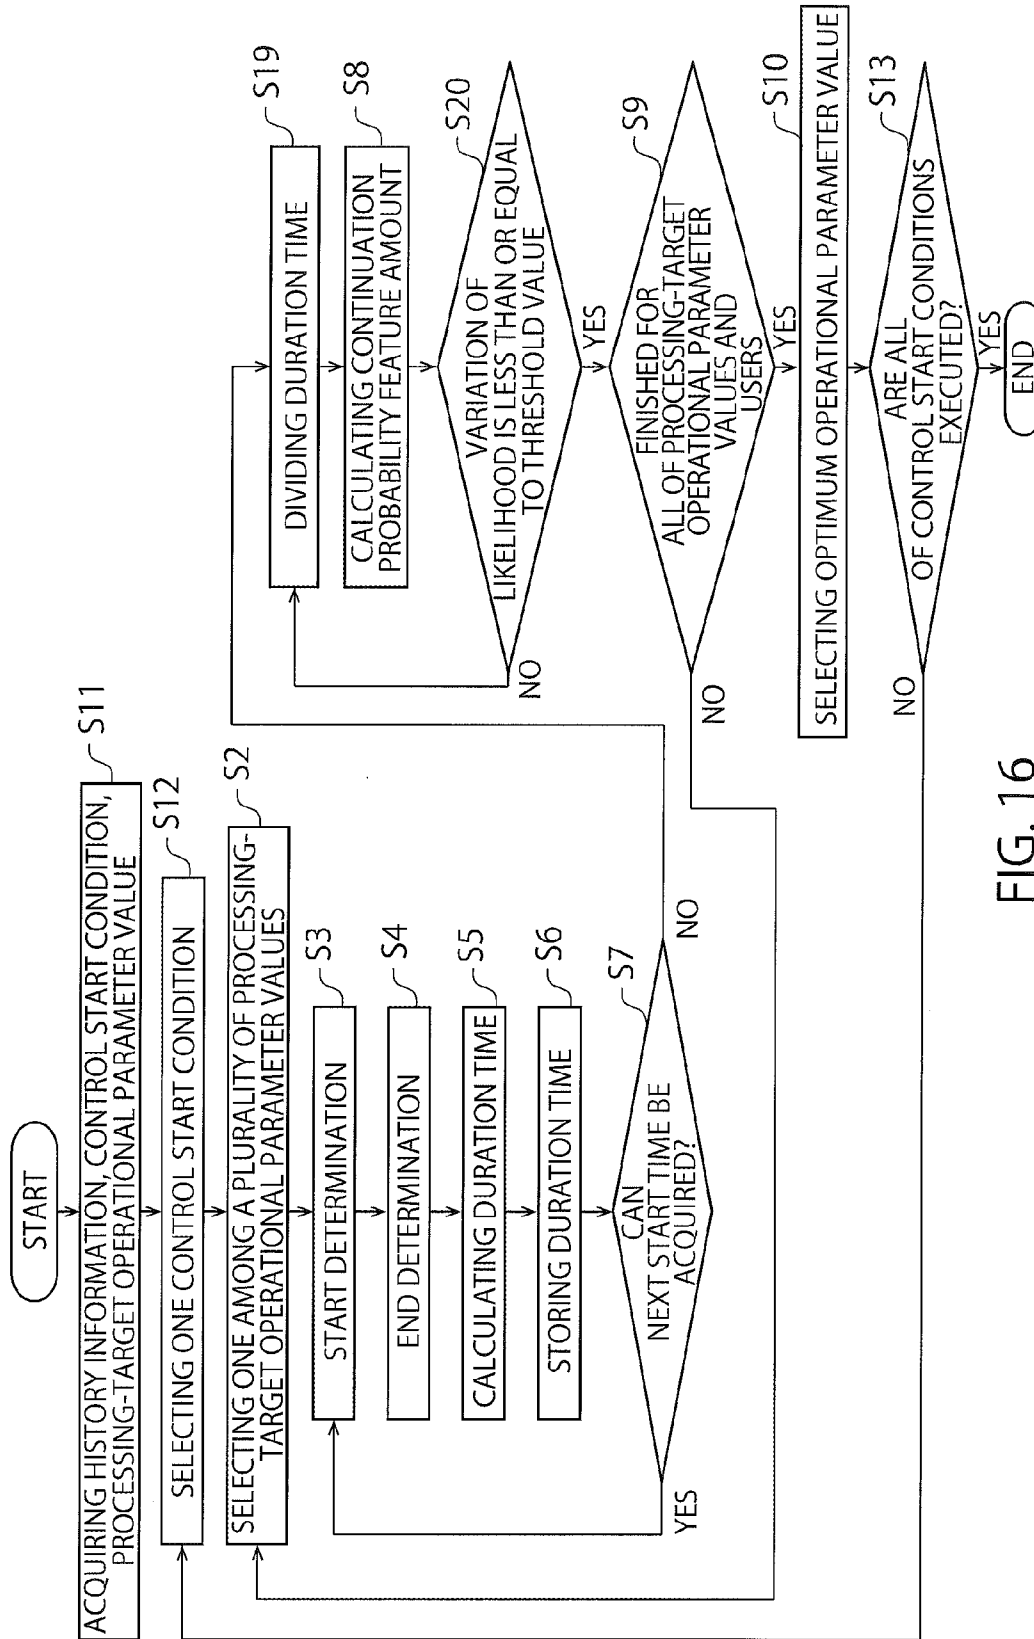 START
ACQUIRING HISTORY INFORMATION, CONTROL START CONDITION,
PROCESSING-TARGET OPERATIONAL PARAMETER VALUE
S11
SELECTING ONE CONTROL START CONDITION
S12
SELECTING ONE AMONG A PLURALITY OF PROCESSING-
TARGET OPERATIONAL PARAMETER VALUES
S2
START DETERMINATION
S3
END DETERMINATION
S4
CALCULATING DURATION TIME
S5
STORING DURATION TIME
S6
CAN
NEXT START TIME BE
ACQUIRED?
S7
YES
NO
DIVIDING DURATION TIME
S19
CALCULATING CONTINUATION
PROBABILITY FEATURE AMOUNT
S8
VARIATION OF
LIKELIHOOD IS LESS THAN OR EQUAL
TO THRESHOLD VALUE
S20
NO
YES
FINISHED FOR
ALL OF PROCESSING-TARGET
OPERATIONAL PARAMETER
VALUES AND
USERS
S9
NO
YES
SELECTING OPTIMUM OPERATIONAL PARAMETER VALUE
S10
ARE ALL
OF CONTROL START CONDITIONS
EXECUTED?
S13
NO
YES
END
FIG. 16